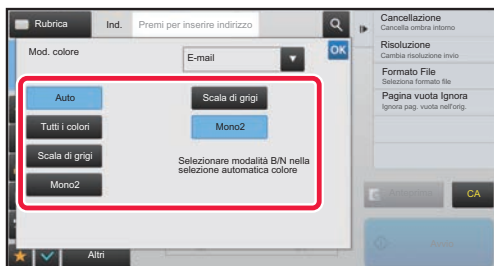 Rubrica
Ind.
Premi per inserire indirizzo
Mod. colore
E-mail
OK
Auto
Tutti i colori
Scala di grigi
Mono2
Scala di grigi
Mono2
Selezionare modalità B/N nella
selezione automatica colore
Altri
Cancellazione
Cancella ombra intorno
Risoluzione
Cambia risoluzione invio
Formato File
Seleziona formato file
Pagina vuota Ignora
Ignora pag. vuota nell'orig.
Anteprima
CA
Avvio